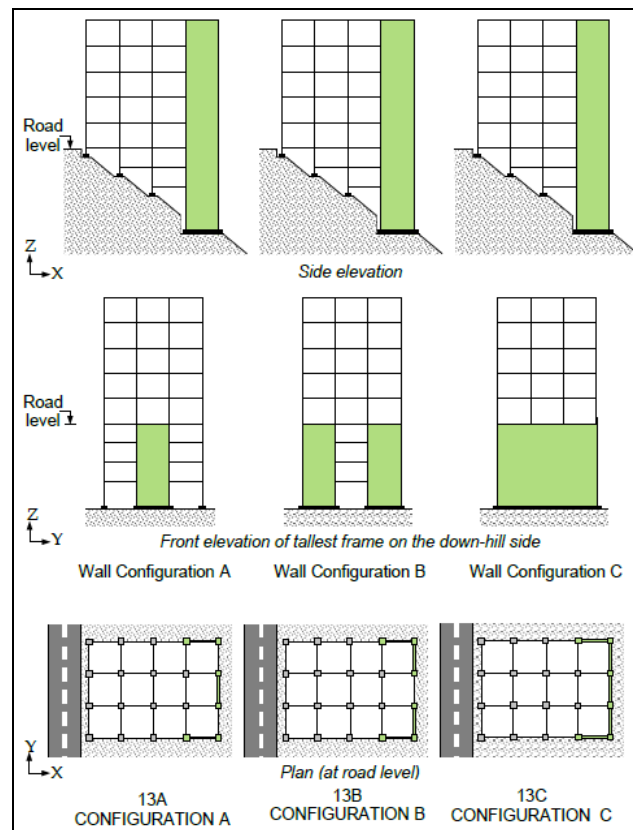 Road
level
Z
X
Side elevation
Road
level
Z
Y
Front elevation of tallest frame on the down-hill side
Wall Configuration A
Wall Configuration B
Wall Configuration C
Y
X
Plan (at road level)
13A
CONFIGURATION A
13B
CONFIGURATION B
13C
CONFIGURATION C